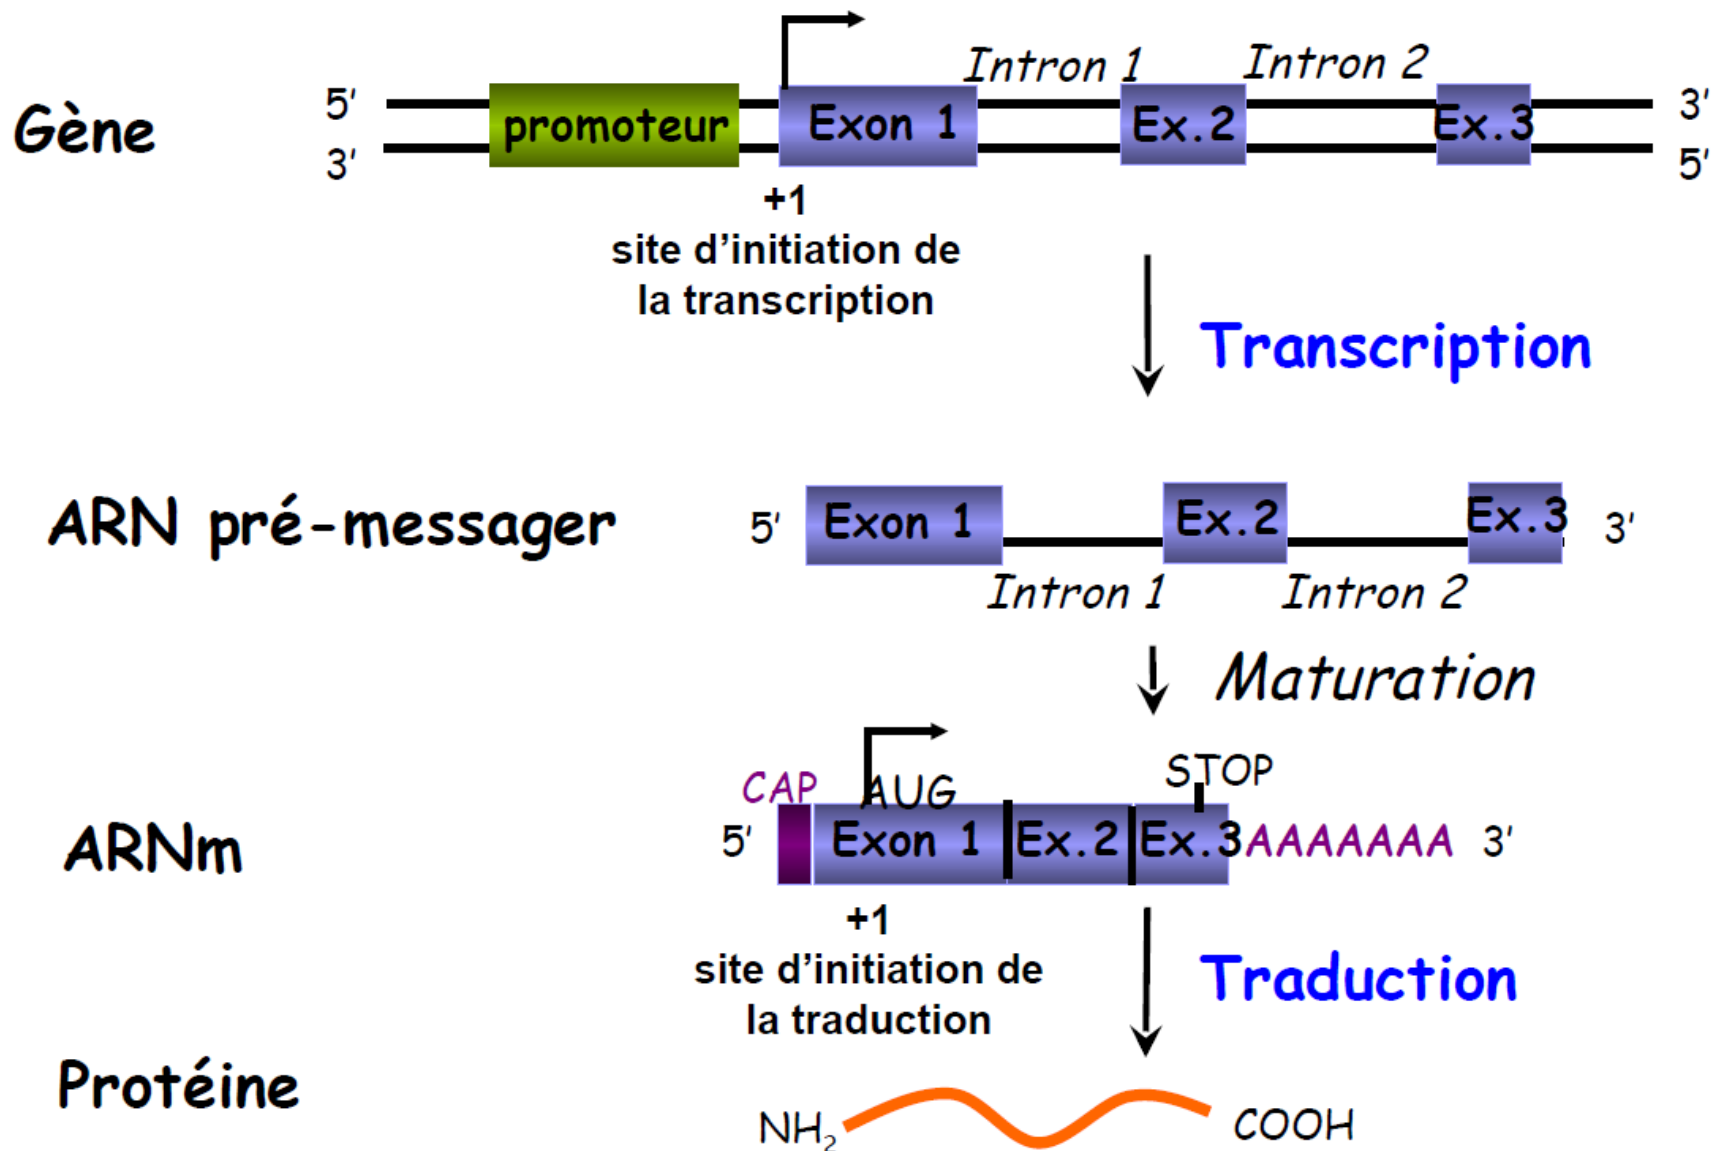 Intron 1 Intron 2
5' 3'
Gène promoteur Exon 1 Ex.2 Ex.3
3' 5'
+1
site d'initiation de
la transcription
Transcription
ARN pré-messager 5' Exon 1 Ex.2 Ex.3 3'
Intron 1 Intron 2
Maturation
CAP AUG STOP
ARNm 5' Exon 1 Ex.2 Ex.3 AAAAAAA 3'
+1
site d'initiation de
la traduction
Traduction
Protéine
NH₂ COOH